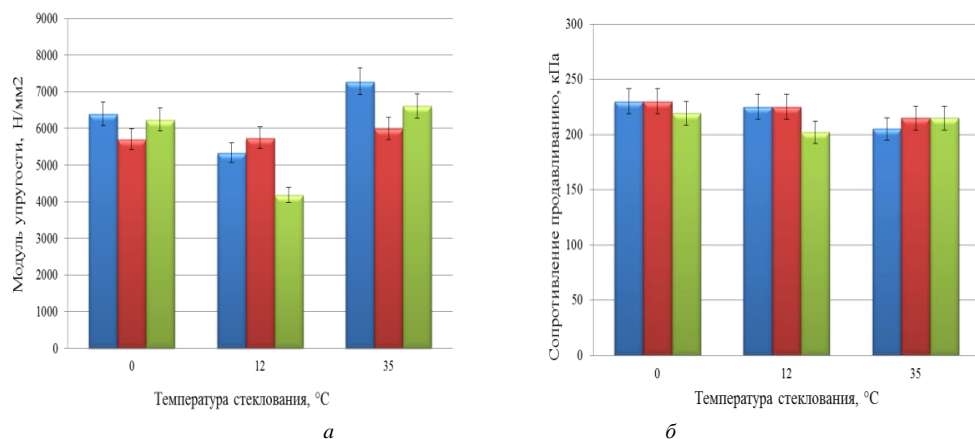 Модуль упругости, Н/мм2
9000
8000
7000
6000
5000
4000
3000
2000
1000
0
0 12 35
Температура стеклования, °С
а
Сопротивление продавливанию, кПа
300
250
200
150
100
50
0
0 12 35
Температура стеклования, °С
б